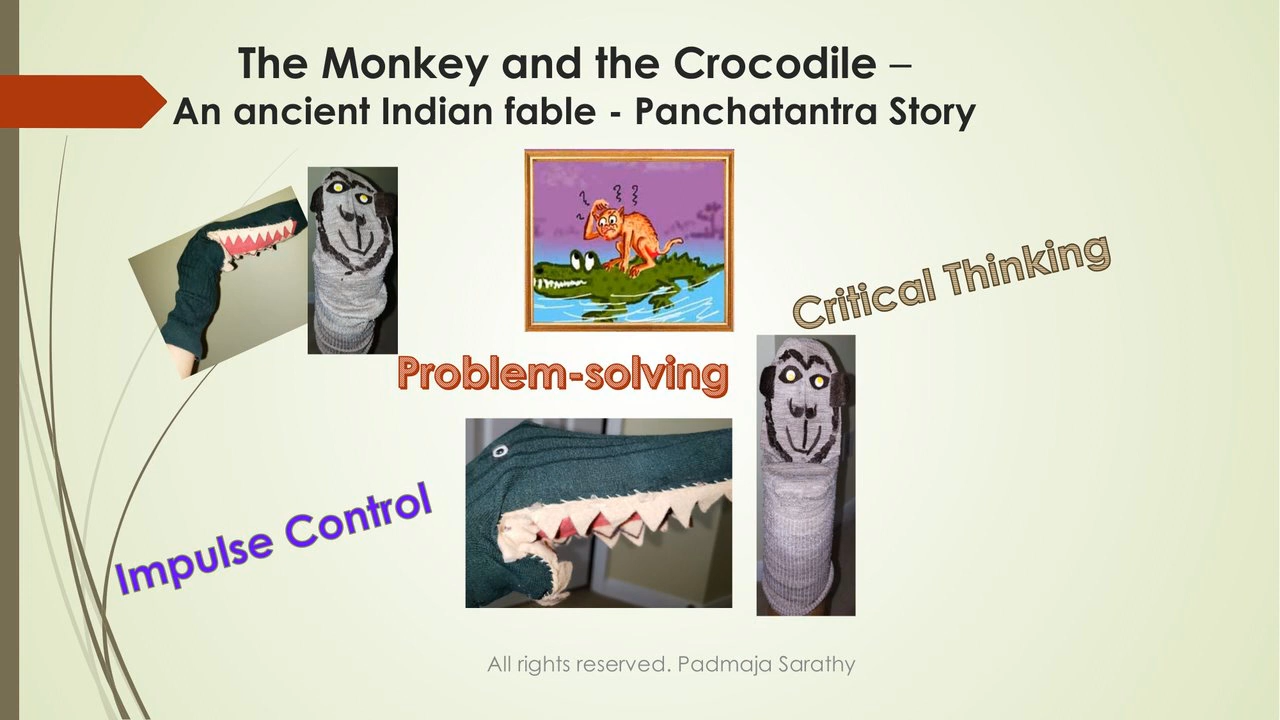 The Monkey and the Crocodile –
An ancient Indian fable - Panchatantra Story
Critical Thinking
Problem-solving
Impulse Control
All rights reserved. Padmaja Sarathy